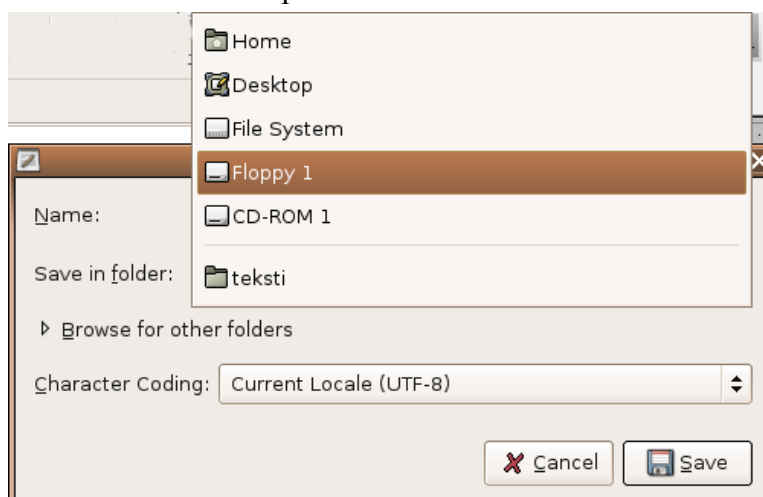 Home
Desktop
File System
Floppy 1
Name:
CD-ROM 1
Save in folder:
teksti
Browse for other folders
Character Coding: Current Locale (UTF-8)
Cancel Save